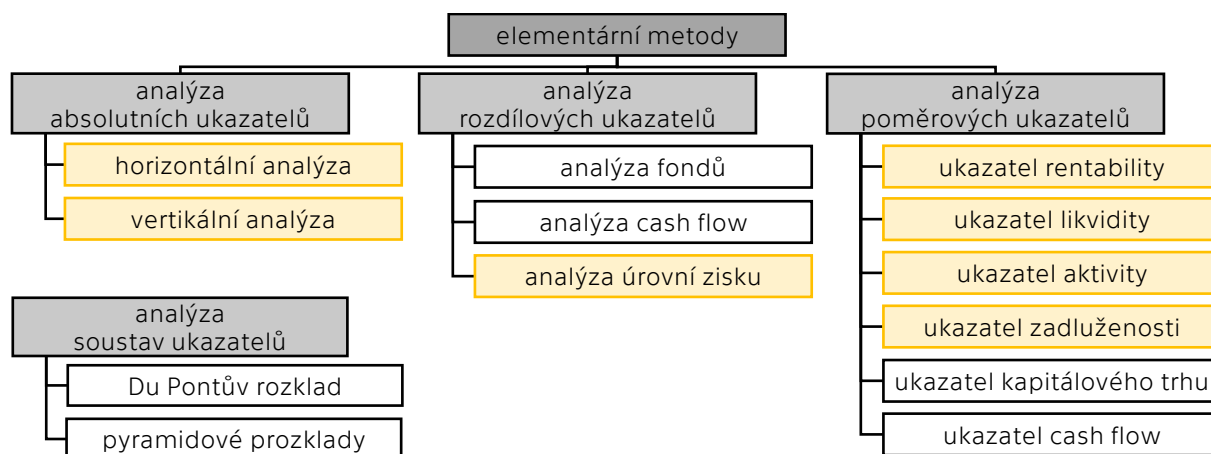 elementární metody
analýza
absolutních ukazatelů
horizontální analýza
vertikální analýza
analýza
rozdílových ukazatelů
analýza fondů
analýza cash flow
analýza úrovní zisku
analýza
poměrových ukazatelů
ukazatel rentability
ukazatel likvidity
ukazatel aktivity
ukazatel zadluženosti
ukazatel kapitálového trhu
ukazatel cash flow
analýza
soustav ukazatelů
Du Pontův rozklad
pyramidové prozklady